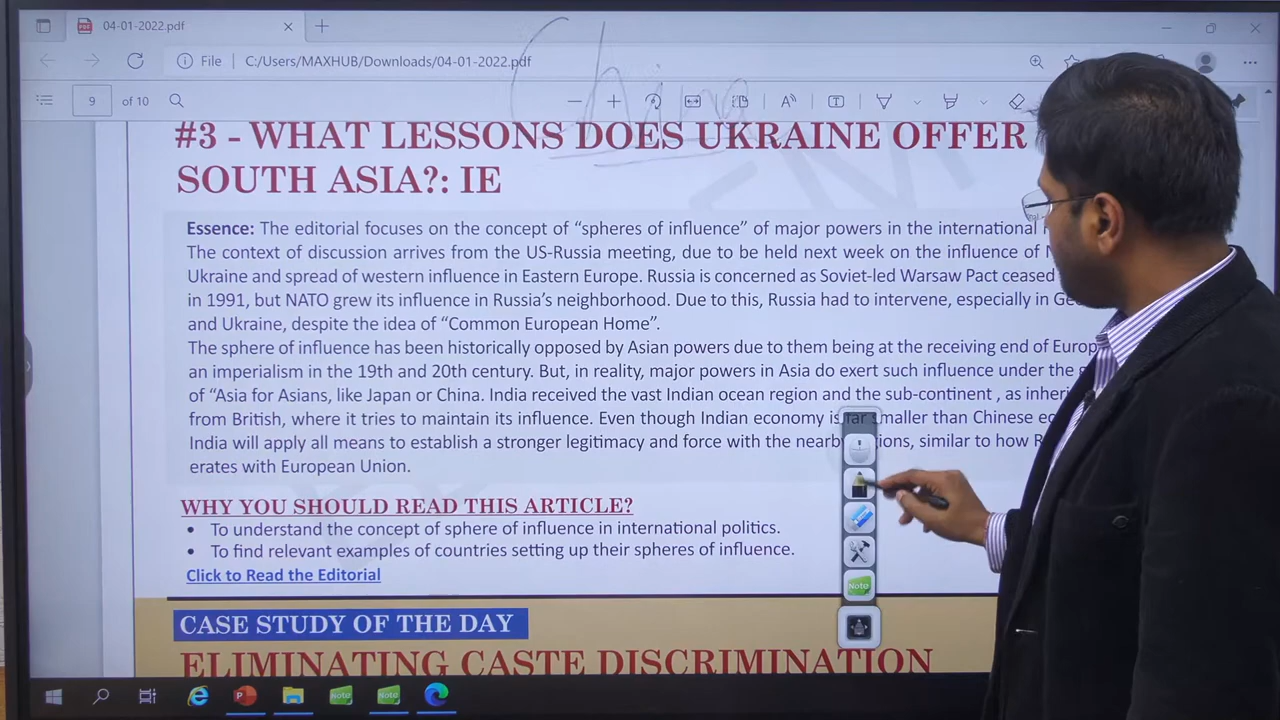 04-01-2022.pdf
File
C:/Users/MAXHUB/Downloads/04-01-2022.pdf
9 of 10
China
#3 - WHAT LESSONS DOES UKRAINE OFFER
SOUTH ASIA?: IE
Essence: The editorial focuses on the concept of “spheres of influence” of major powers in the international
The context of discussion arrives from the US-Russia meeting, due to be held next week on the influence of
Ukraine and spread of western influence in Eastern Europe. Russia is concerned as Soviet-led Warsaw Pact ceased
in 1991, but NATO grew its influence in Russia’s neighborhood. Due to this, Russia had to intervene, especially in
and Ukraine, despite the idea of “Common European Home”.
The sphere of influence has been historically opposed by Asian powers due to them being at the receiving end of
an imperialism in the 19th and 20th century. But, in reality, major powers in Asia do exert such influence under the
of “Asia for Asians, like Japan or China. India received the vast Indian ocean region and the sub-continent , as
from British, where it tries to maintain its influence. Even though Indian economy is far smaller than Chinese
India will apply all means to establish a stronger legitimacy and force with the nearby similar to how
erates with European Union.
WHY YOU SHOULD READ THIS ARTICLE?
• To understand the concept of sphere of influence in international politics.
• To find relevant examples of countries setting up their spheres of influence.
Click to Read the Editorial
Note
CASE STUDY OF THE DAY
ELIMINATING CASTE DISCRIMINATION
Note
Note